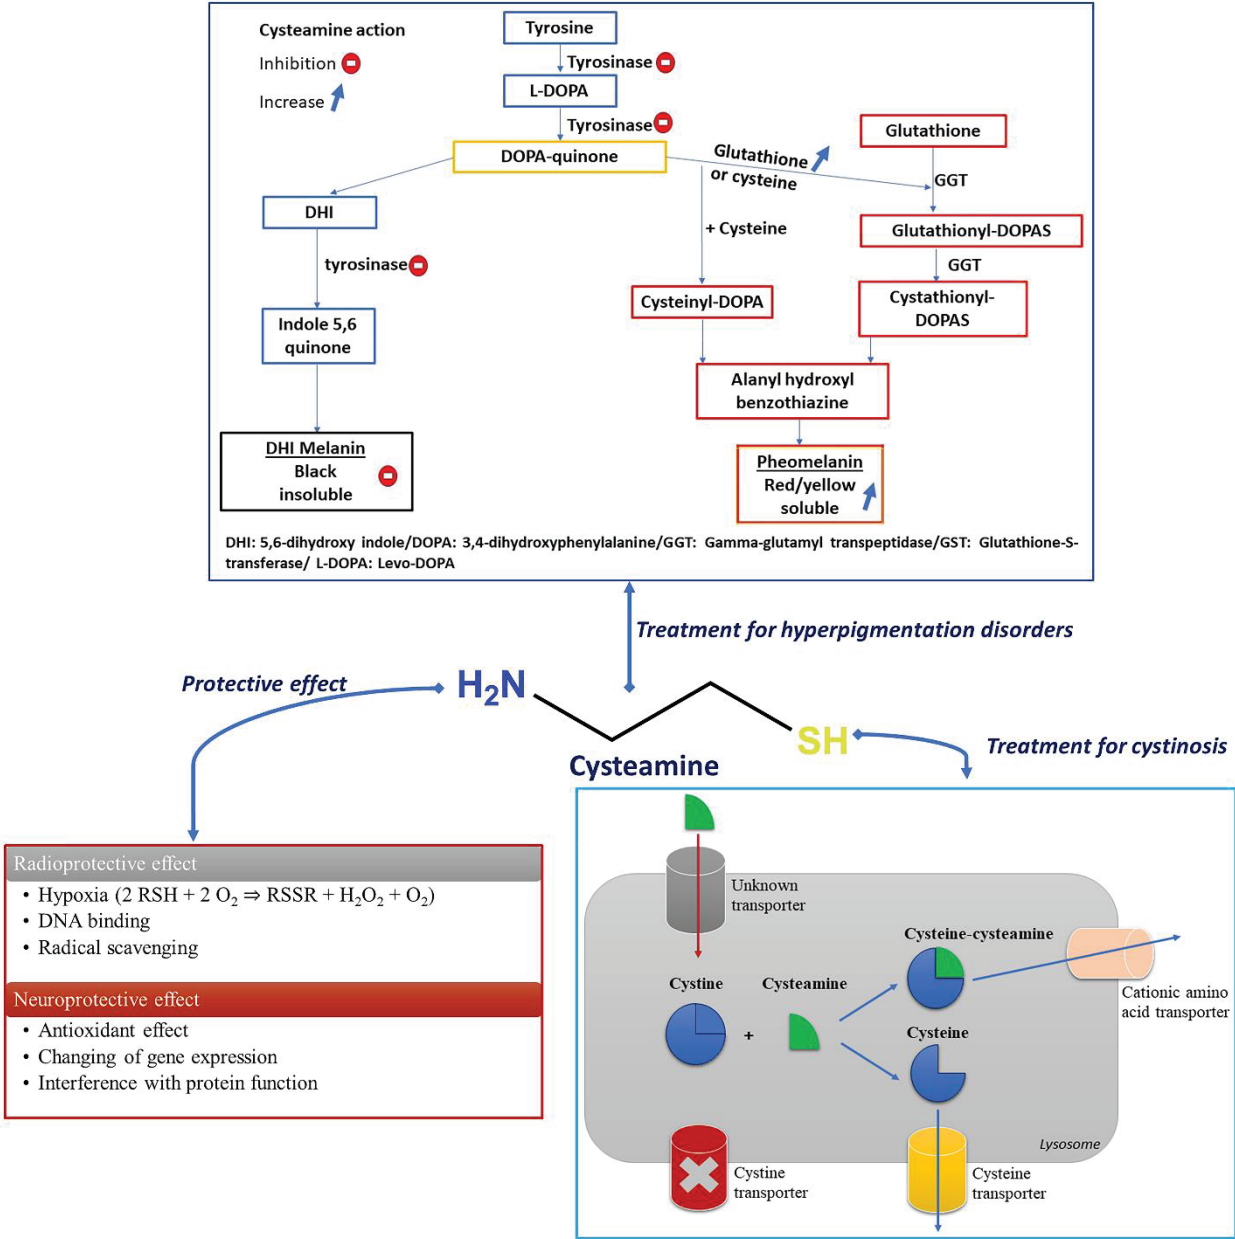 Cysteamine action
Inhibition
Increase
Tyrosine
Tyrosinase
L-DOPA
Tyrosinase
DOPA-quinone
Glutathione
or cysteine
Glutathione
GGT
DHI
+ Cysteine
Glutathionyl-DOPAS
tyrosinase
GGT
Cysteinyl-DOPA
Cystathionyl-
DOPAS
Indole 5,6
quinone
Alanyl hydroxyl
benzothiazine
DHI Melanin
Black
insoluble
Pheomelanin
Red/yellow
soluble
DHI: 5,6-dihydroxy indole/DOPA: 3,4-dihydroxyphenylalanine/GGT: Gamma-glutamyl transpeptidase/GST: Glutathione-S-
transferase/ L-DOPA: Levo-DOPA
Treatment for hyperpigmentation disorders
Protective effect
H2N
SH
Cysteamine
Treatment for cystinosis
Radioprotective effect
• Hypoxia (2 RSH + 2 O2 ⇒ RSSR + H2O2 + O2)
• DNA binding
• Radical scavenging
Neuroprotective effect
• Antioxidant effect
• Changing of gene expression
• Interference with protein function
Unknown
transporter
Cysteine-cysteamine
Cystine
Cysteamine
+
Cationic amino
acid transporter
Cysteine
Lysosome
Cystine
transporter
Cysteine
transporter